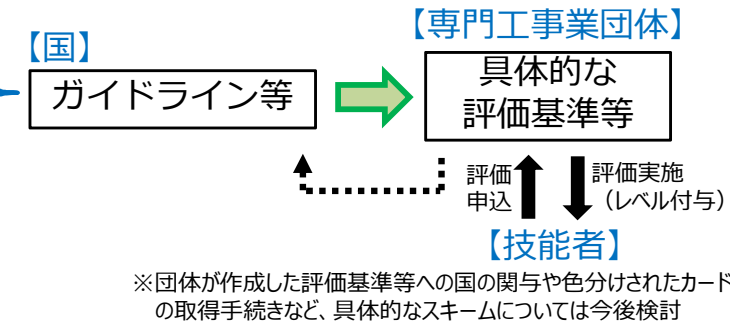 【国】
ガイドライン等
【専門工事業団体】
具体的な
評価基準等
評価
申込
評価実施
（レベル付与）
【技能者】
※団体が作成した評価基準等への国の関与や色分けされたカード
の取得手続きなど、具体的なスキームについては今後検討